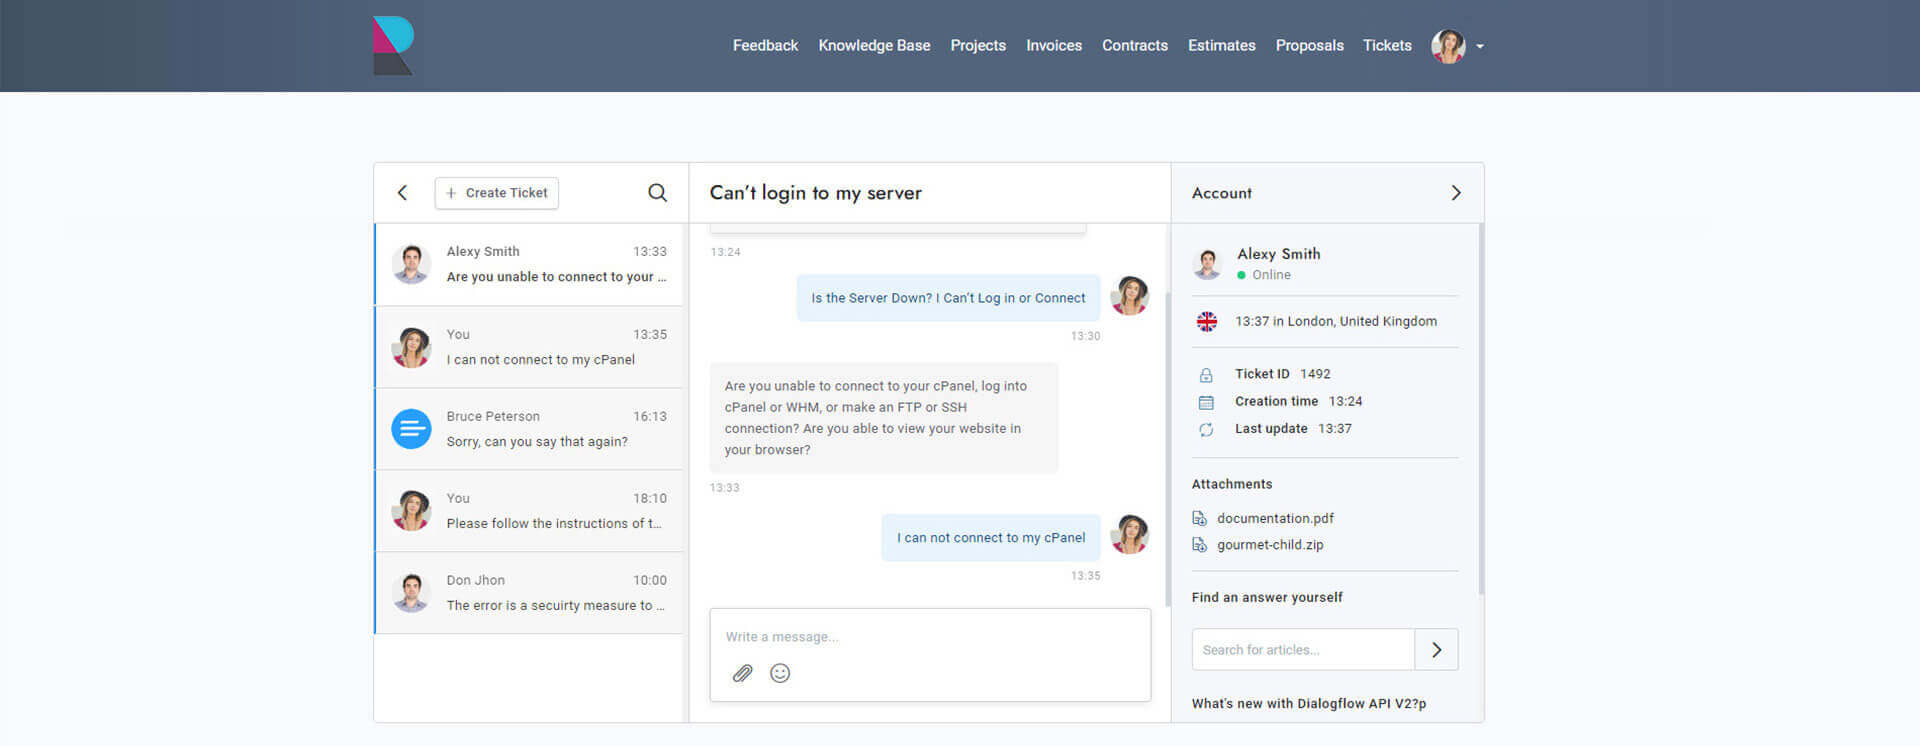 Feedback Knowledge Base Projects Invoices Contracts Estimates Proposals Tickets
Create Ticket
Alexy Smith 13:33
Are you unable to connect to your ...
You 13:35
I can not connect to my cPanel
Bruce Peterson 16:13
Sorry, can you say that again?
You 18:10
Please follow the instructions of t...
Don Jhon 10:00
The error is a secuirty measure to ...
Can't login to my server
13:24
Is the Server Down? I Can't Log in or Connect
13:30
Are you unable to connect to your cPanel, log into
cPanel or WHM, or make an FTP or SSH
connection? Are you able to view your website in
your browser?
13:33
I can not connect to my cPanel
13:35
Write a message...
Account
Alexy Smith
Online
13:37 in London, United Kingdom
Ticket ID 1492
Creation time 13:24
Last update 13:37
Attachments
documentation.pdf
gourmet-child.zip
Find an answer yourself
Search for articles...
What's new with Dialogflow API V2?p